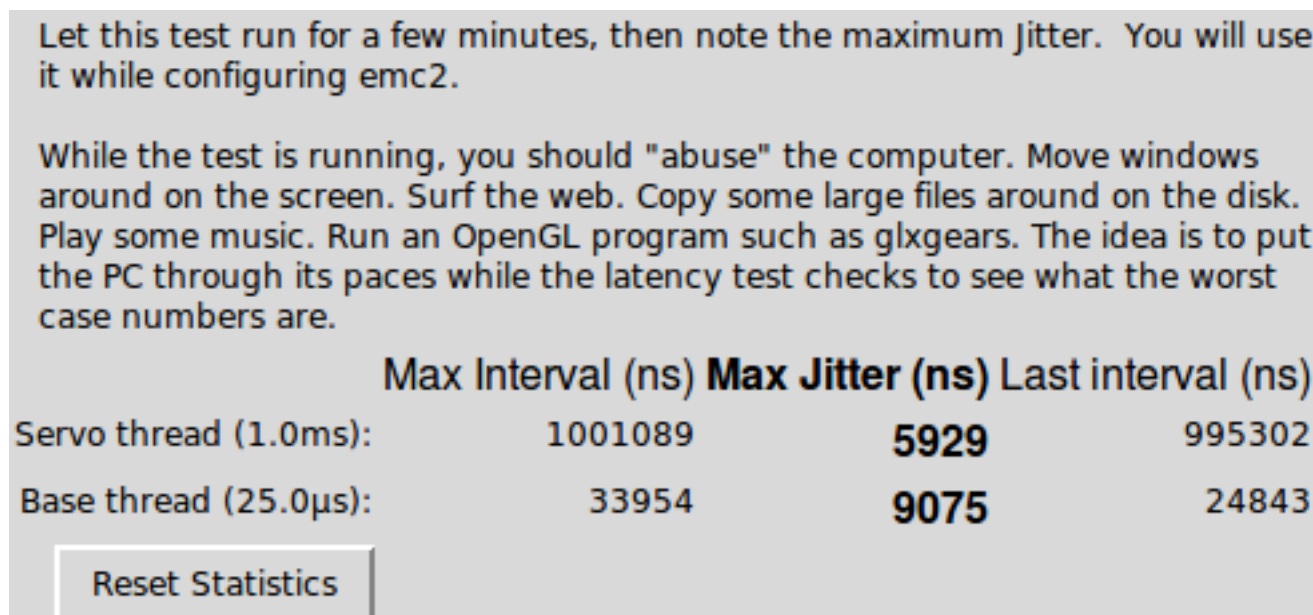 Let this test run for a few minutes, then note the maximum Jitter.  You will use
it while configuring emc2.
While the test is running, you should "abuse" the computer. Move windows
around on the screen. Surf the web. Copy some large files around on the disk.
Play some music. Run an OpenGL program such as glxgears. The idea is to put
the PC through its paces while the latency test checks to see what the worst
case numbers are.
Max Interval (ns) Max Jitter (ns) Last interval (ns)
Servo thread (1.0ms): 1001089 5929 995302
Base thread (25.0µs): 33954 9075 24843
Reset Statistics